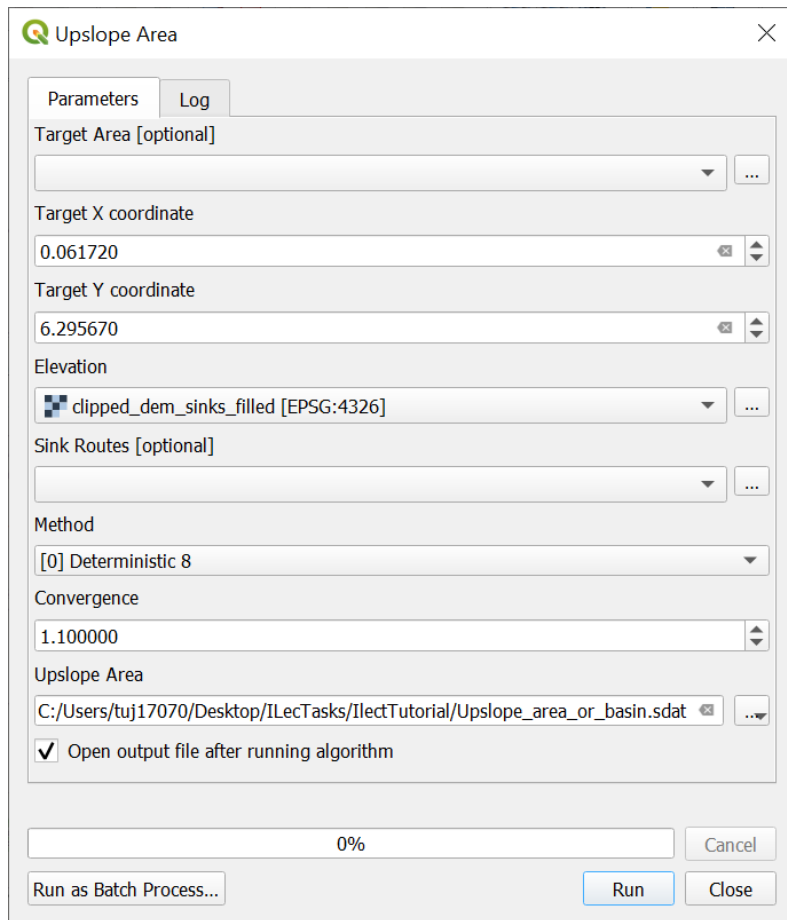 Upslope Area
Parameters
Log
Target Area [optional]
...
Target X coordinate
0.061720
Target Y coordinate
6.295670
Elevation
clipped_dem_sinks_filled [EPSG:4326]
...
Sink Routes [optional]
...
Method
[0] Deterministic 8
Convergence
1.100000
Upslope Area
C:/Users/tuj17070/Desktop/ILecTasks/IlectTutorial/Upslope_area_or_basin.sdat
...
Open output file after running algorithm
0%
Cancel
Run as Batch Process...
Run
Close